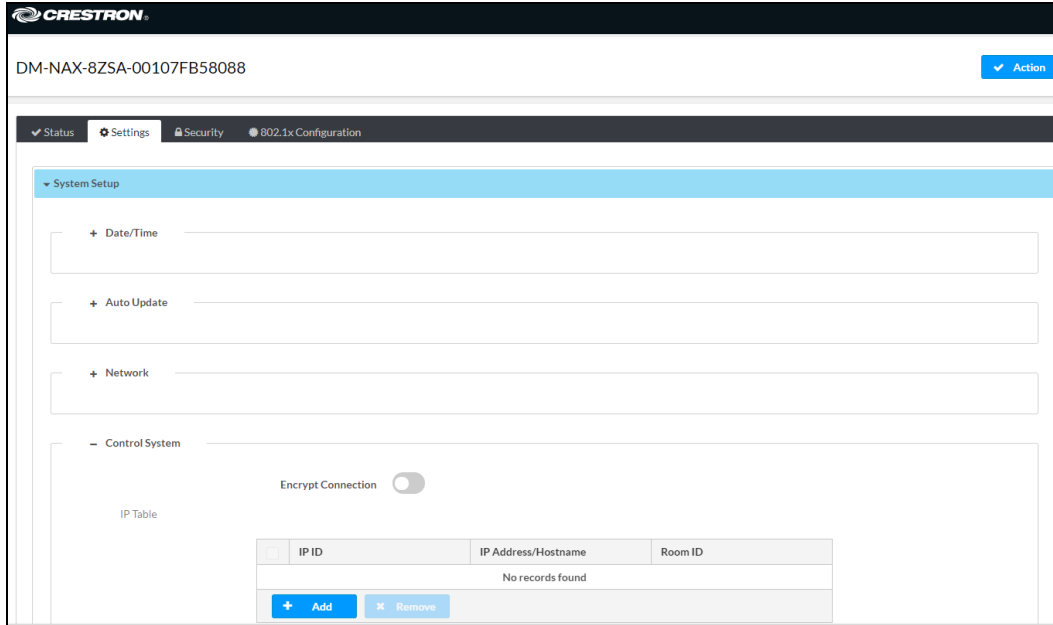 CRESTRON®
DM-NAX-8ZSA-00107FB58088
Action
Status Settings Security 802.1x Configuration
System Setup
+ Date/Time
+ Auto Update
+ Network
– Control System
Encrypt Connection
IP Table
IP ID IP Address/Hostname Room ID
No records found
+ Add × Remove